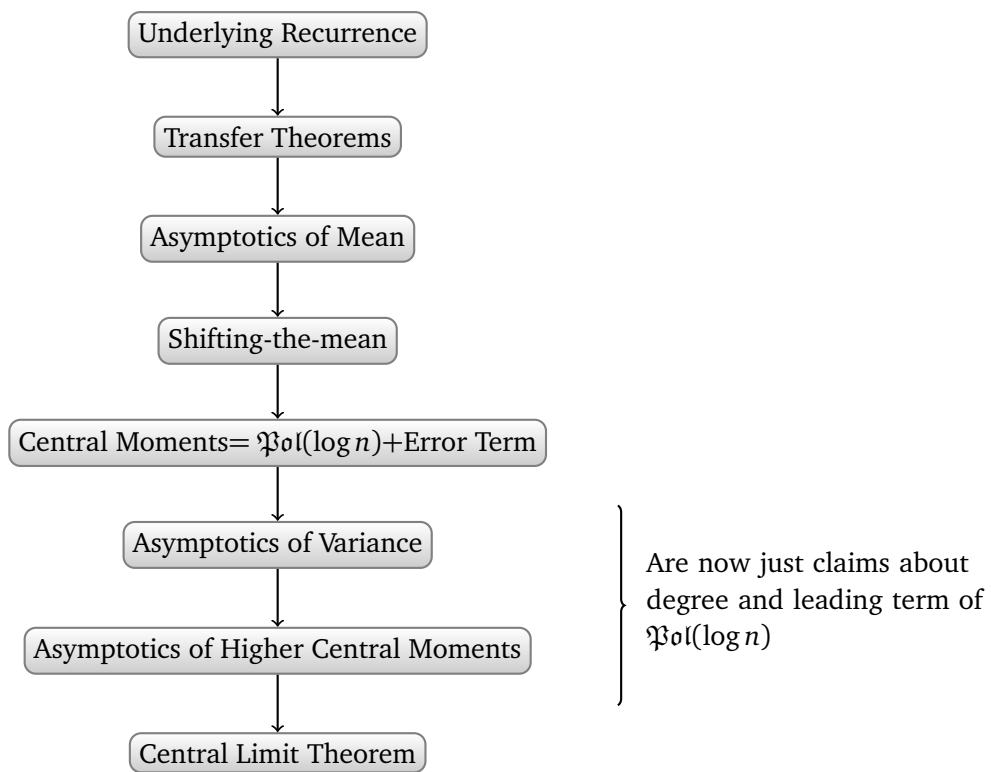 Underlying Recurrence
Transfer Theorems
Asymptotics of Mean
Shifting-the-mean
Central Moments= 𝔓𝔬𝔩(log n)+Error Term
Asymptotics of Variance
Asymptotics of Higher Central Moments
Central Limit Theorem
Are now just claims about
degree and leading term of
𝔓𝔬𝔩(log n)